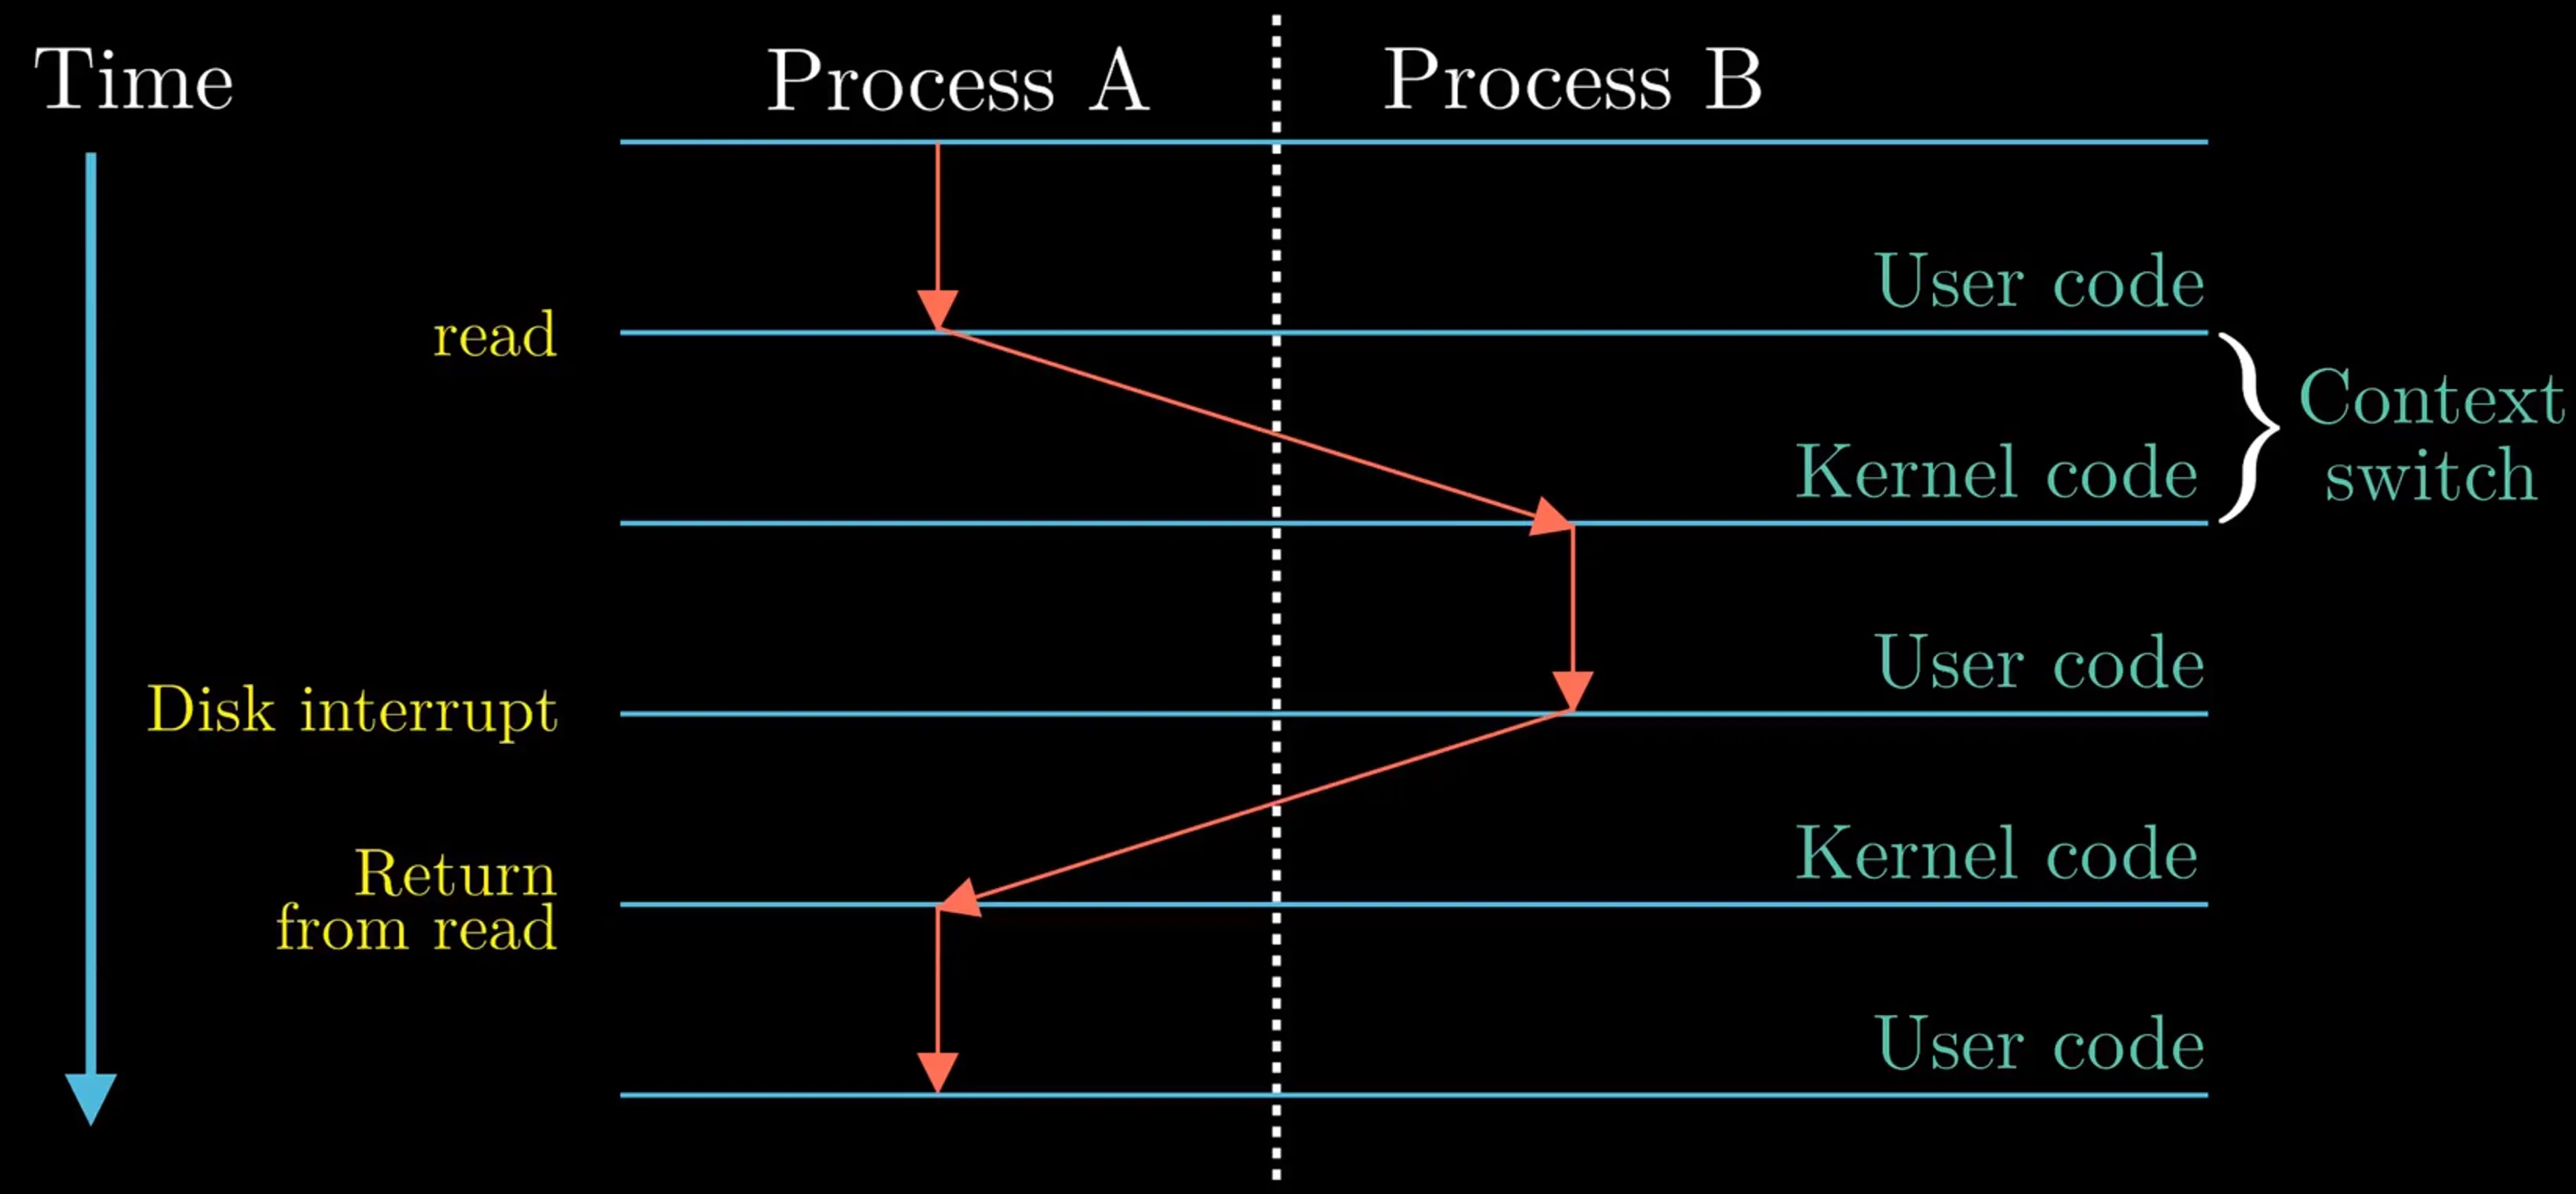 Time
Process A
Process B
User code
read
Context
switch
Kernel code
User code
Disk interrupt
Kernel code
Return
from read
User code